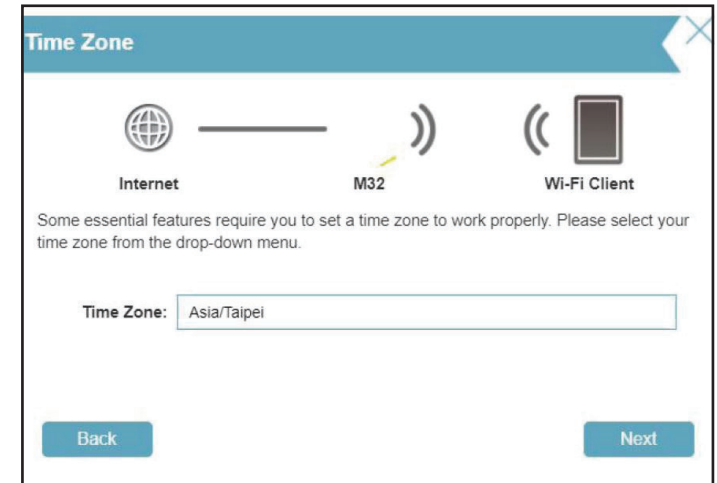 Time Zone
Internet
M32
Wi-Fi Client
Some essential features require you to set a time zone to work properly. Please select your
time zone from the drop-down menu.
Time Zone: Asia/Taipei
Back
Next